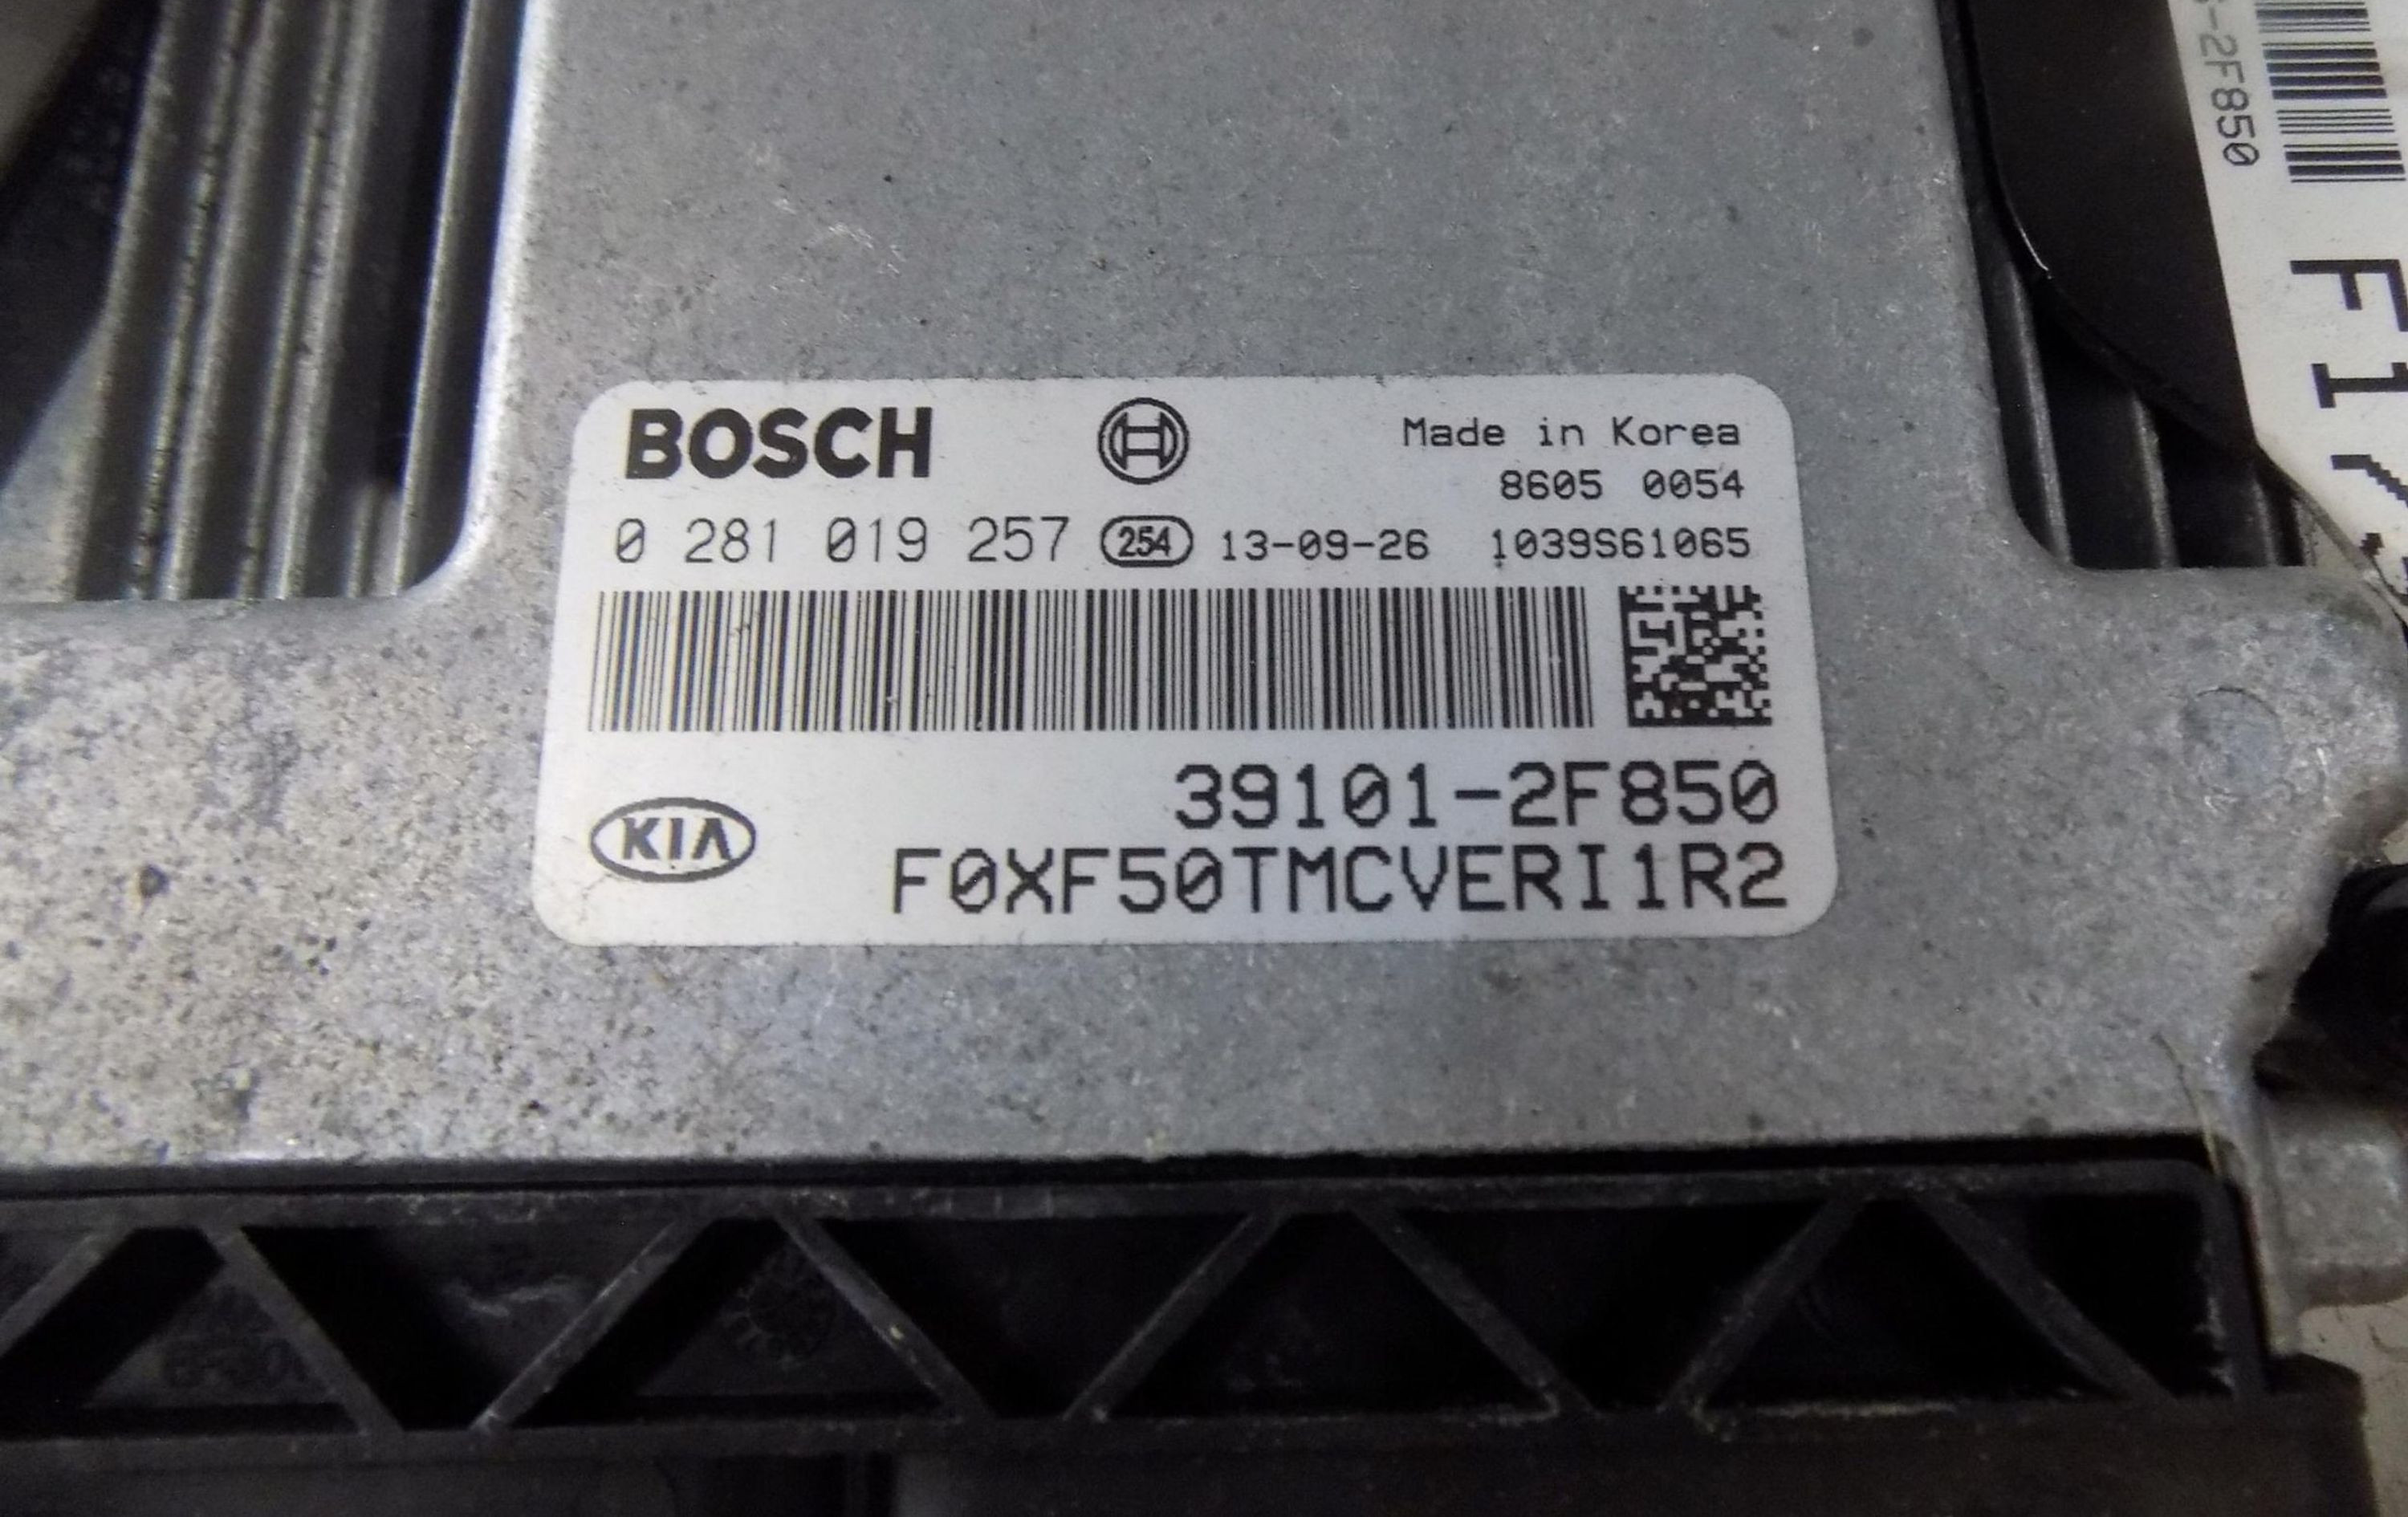 BOSCH
Made in Korea
8605 0054
0 281 019 257 254 13-09-26 1039S61065
39101-2F850
KIA
F0XF50TMCVERI1R2
-2F850